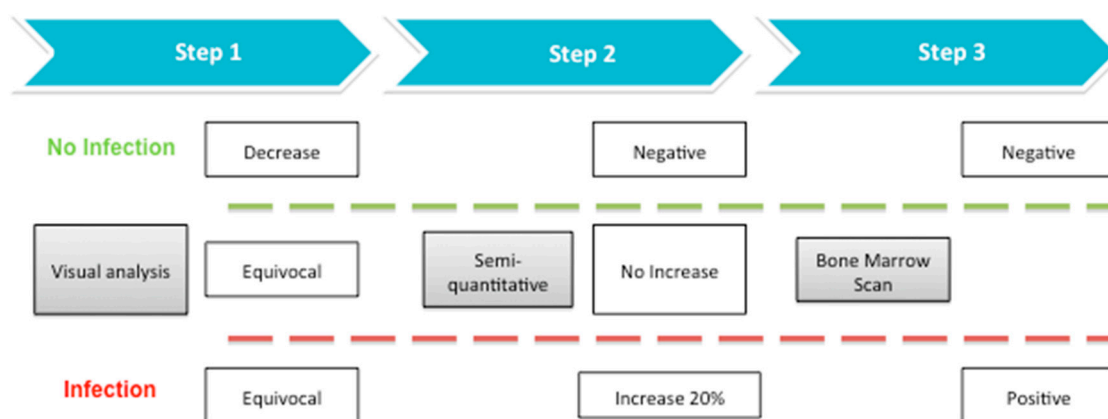 Step 1
Step 2
Step 3
No Infection
Decrease
Negative
Negative
Visual analysis
Equivocal
Semi-
quantitative
No Increase
Bone Marrow
Scan
Infection
Equivocal
Increase 20%
Positive